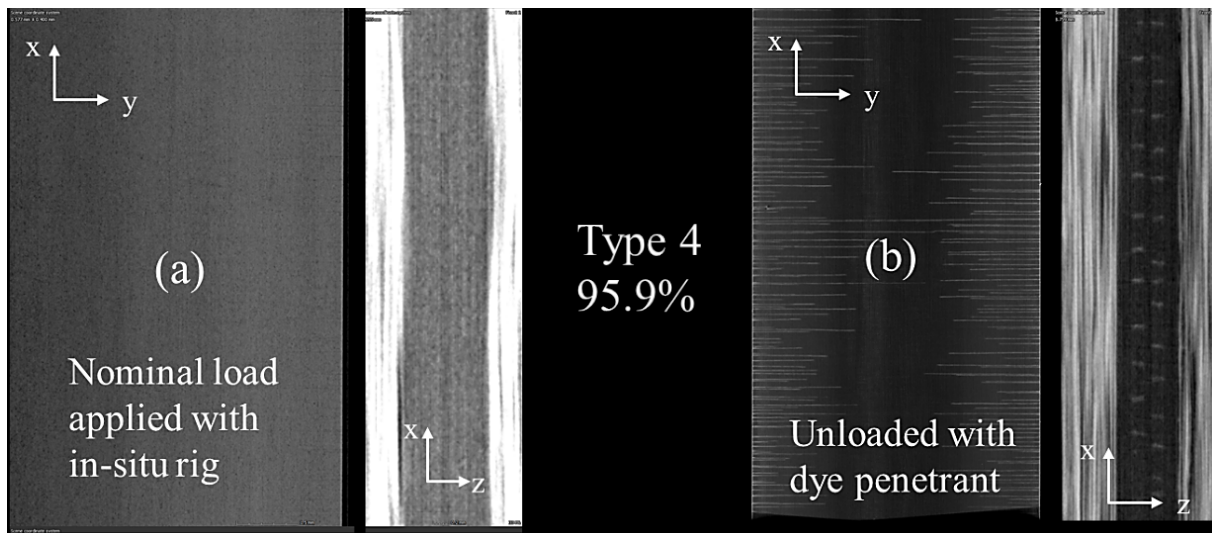 x
y
(a)
Nominal load
applied with
in-situ rig
x
z
Type 4
95.9%
x
y
(b)
Unloaded with
dye penetrant
x
z